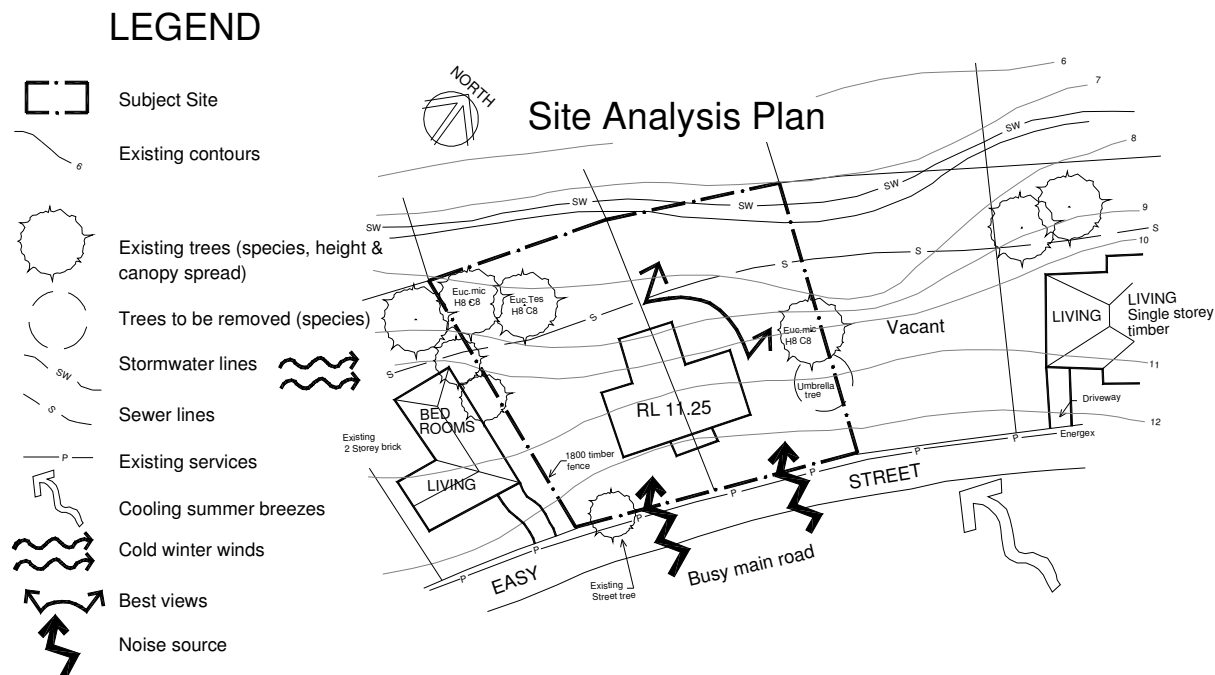 LEGEND
Subject Site
Existing contours
6
Existing trees (species, height &
canopy spread)
Trees to be removed (species)
Stormwater lines
SW
Sewer lines
S
Existing services
P
Cooling summer breezes
Cold winter winds
Best views
Noise source
NORTH
Site Analysis Plan
6
7
SW
8
SW
SW
SW
SW
9
S
10
S
S
S
S
Euc.mic
H8 C8
Euc.Tes
H8 C8
Euc.mic
H8 C8
Vacant
LIVING
LIVING
Single storey
timber
11
Umbrella
tree
Driveway
12
RL 11.25
BED
ROOMS
Existing
2 Storey brick
LIVING
1800 timber
fence
P
Energex
P
P
P
P
P
P
EASY
STREET
Busy main road
Existing
Street tree